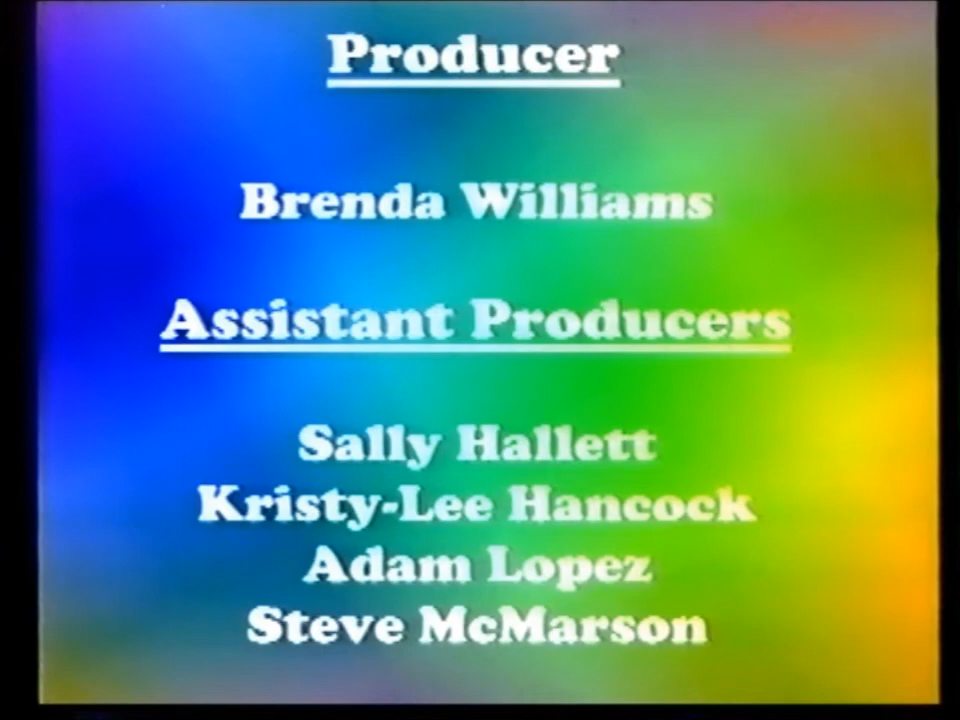 Producer
Brenda Williams
Assistant Producers
Sally Hallett
Kristy-Lee Hancock
Adam Lopez
Steve McMarson